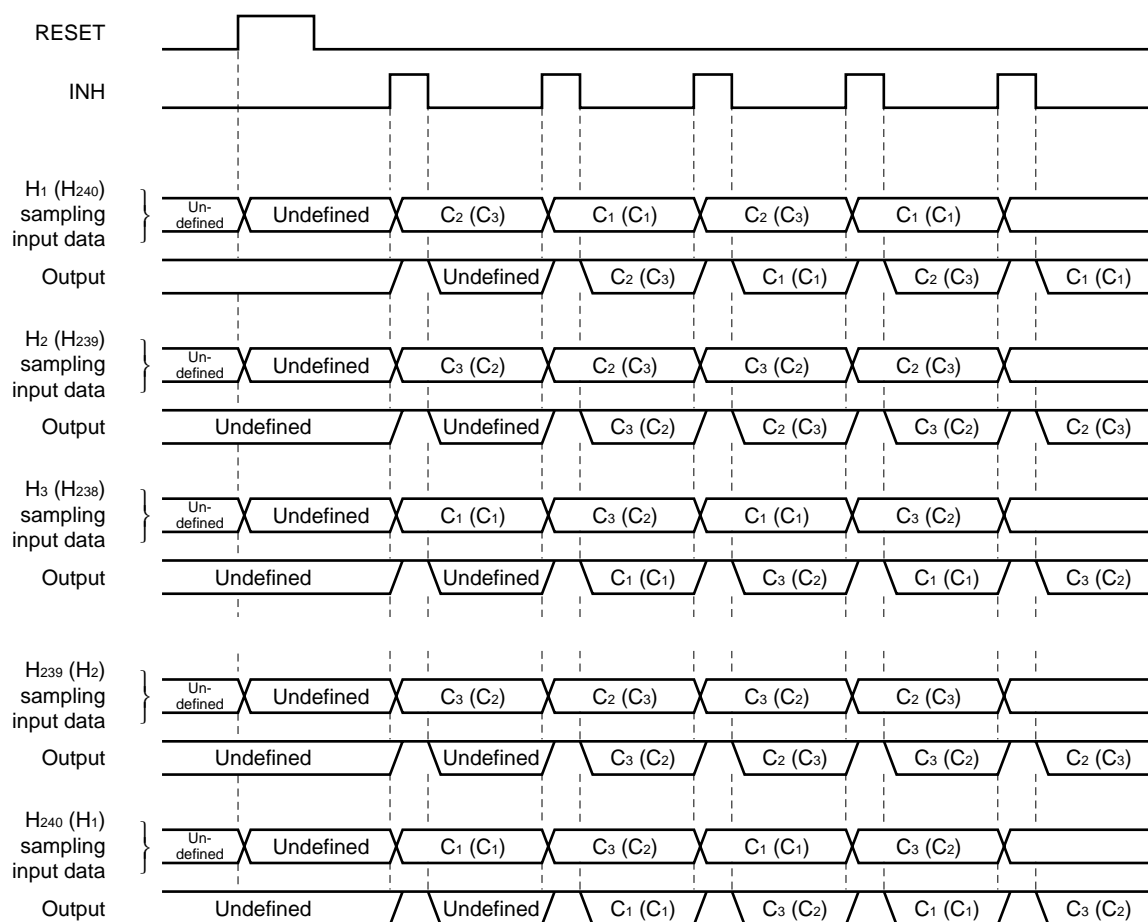 RESET
INH
H₁ (H₂₄₀)
sampling
input data
Un-
defined
Undefined
C₂ (C₃)
C₁ (C₁)
C₂ (C₃)
C₁ (C₁)
Output
Undefined
C₂ (C₃)
C₁ (C₁)
C₂ (C₃)
C₁ (C₁)
H₂ (H₂₃₉)
sampling
input data
Un-
defined
Undefined
C₃ (C₂)
C₂ (C₃)
C₃ (C₂)
C₂ (C₃)
Output
Undefined
Undefined
C₃ (C₂)
C₂ (C₃)
C₃ (C₂)
C₂ (C₃)
H₃ (H₂₃₈)
sampling
input data
Un-
defined
Undefined
C₁ (C₁)
C₃ (C₂)
C₁ (C₁)
C₃ (C₂)
Output
Undefined
Undefined
C₁ (C₁)
C₃ (C₂)
C₁ (C₁)
C₃ (C₂)
H₂₃₉ (H₂)
sampling
input data
Un-
defined
Undefined
C₃ (C₂)
C₂ (C₃)
C₃ (C₂)
C₂ (C₃)
Output
Undefined
Undefined
C₃ (C₂)
C₂ (C₃)
C₃ (C₂)
C₂ (C₃)
H₂₄₀ (H₁)
sampling
input data
Un-
defined
Undefined
C₁ (C₁)
C₃ (C₂)
C₁ (C₁)
C₃ (C₂)
Output
Undefined
Undefined
C₁ (C₁)
C₃ (C₂)
C₁ (C₁)
C₃ (C₂)